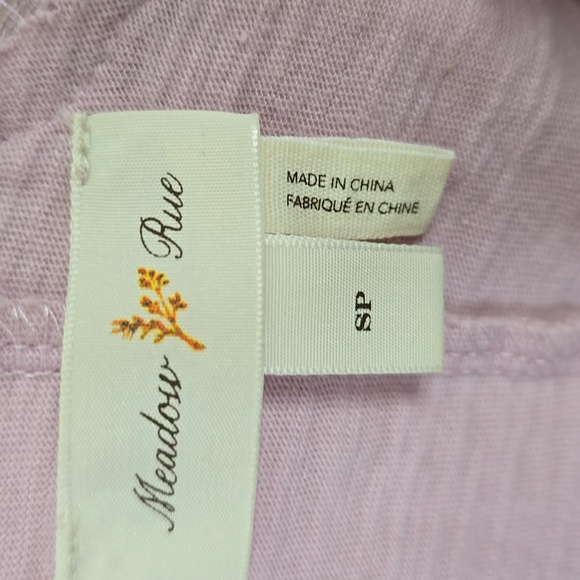 Meadow Rue
MADE IN CHINA
FABRIQUÉ EN CHINE
SP